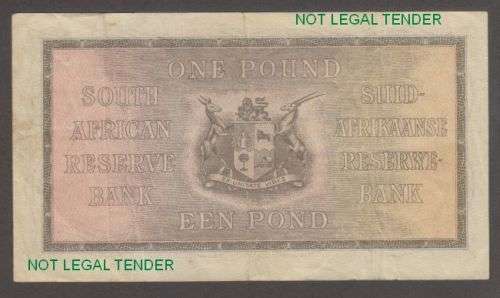 NOT LEGAL TENDER
ONE POUND
SOUTH
AFRICAN
RESERVE
BANK
SUID-
AFRIKAANSE
RESERWE-
BANK
EEN POND
NOT LEGAL TENDER